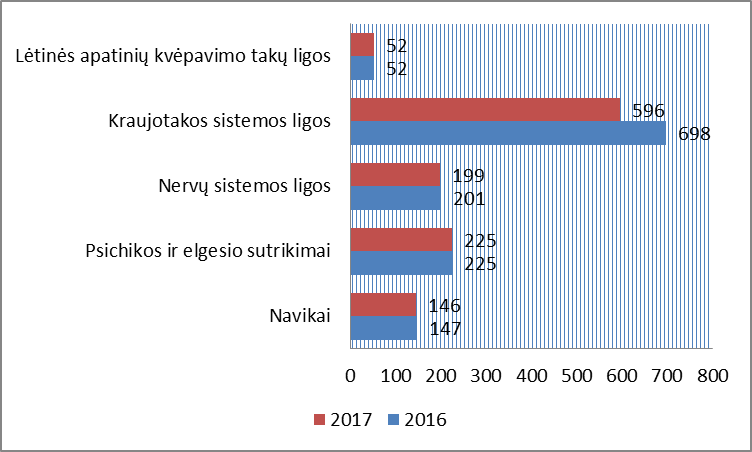 Lėtinės apatinių kvėpavimo takų ligos
52
52
Kraujotakos sistemos ligos
596
698
Nervų sistemos ligos
199
201
Psichikos ir elgesio sutrikimai
225
225
Navikai
146
147
0 100 200 300 400 500 600 700 800
2017 2016